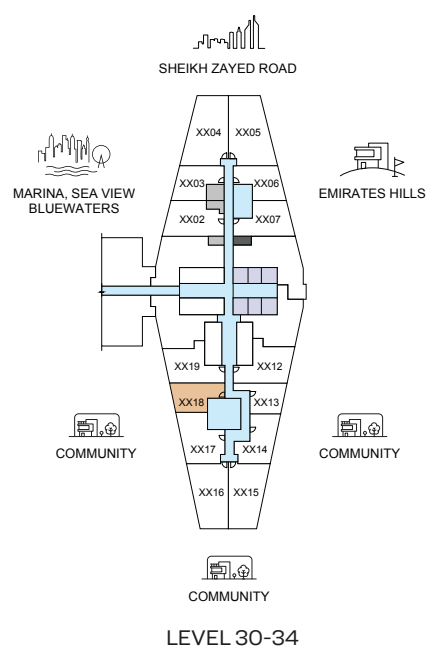 SHEIKH ZAYED ROAD
XX04 XX05
MARINA, SEA VIEW
BLUEWATERS
XX03 XX06
EMIRATES HILLS
XX02 XX07
XX19 XX12
XX18 XX13
COMMUNITY
XX17 XX14
COMMUNITY
XX16 XX15
COMMUNITY
LEVEL 30-34